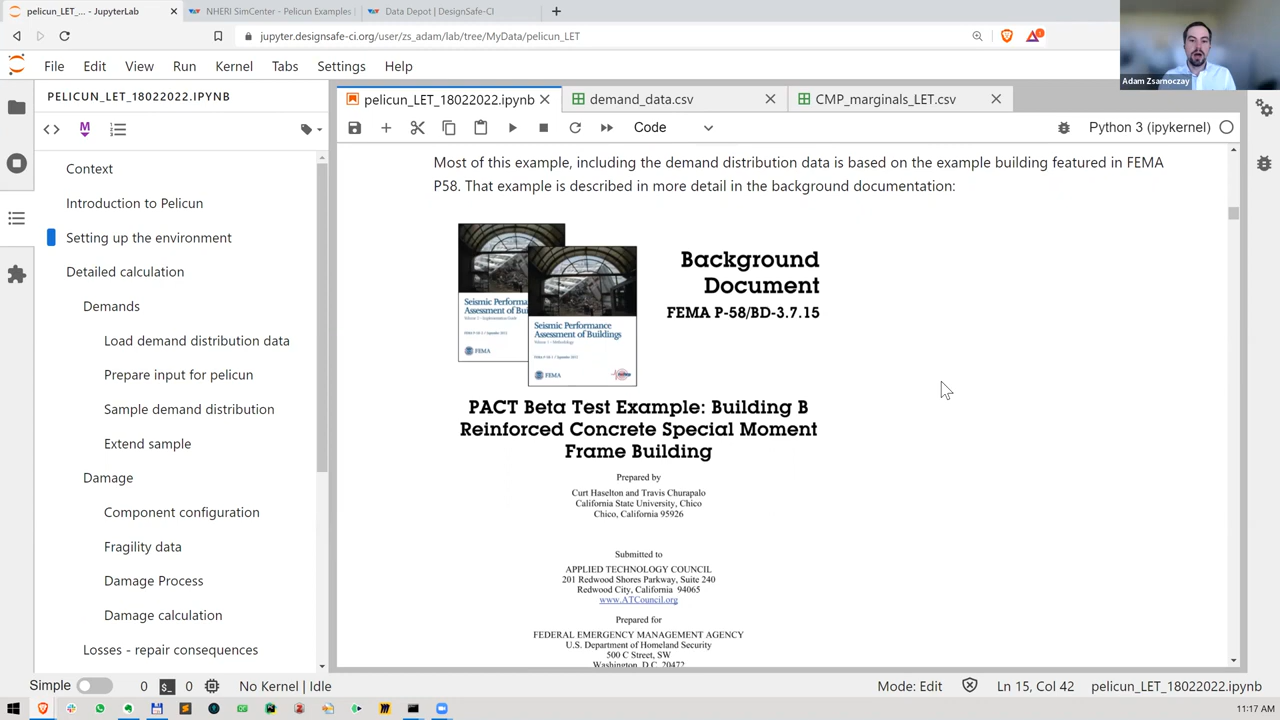 pelicun_LET_... - JupyterLab
NHERI SimCenter - Pelicun Examples
Data Depot | DesignSafe-CI
jupyter.designsafe-ci.org/user/zs_adam/lab/tree/MyData/pelicun_LET
Adam Zsarnoczay
File Edit View Run Kernel Tabs Settings Help
PELICUN_LET_18022022.IPYNB
pelicun_LET_18022022.ipynb
demand_data.csv
CMP_marginals_LET.csv
Code
Python 3 (ipykernel)
Context
Introduction to Pelicun
Setting up the environment
Detailed calculation
Demands
Load demand distribution data
Prepare input for pelicun
Sample demand distribution
Extend sample
Damage
Component configuration
Fragility data
Damage Process
Damage calculation
Losses - repair consequences
Most of this example, including the demand distribution data is based on the example building featured in FEMA
P58. That example is described in more detail in the background documentation:
Seismic Performance
Assessment of Buildings
FEMA
Background
Document
FEMA P-58/BD-3.7.15
PACT Beta Test Example: Building B
Reinforced Concrete Special Moment
Frame Building
Prepared by
Curt Haselton and Travis Churapalo
California State University, Chico
Chico, California 95926
Submitted to
APPLIED TECHNOLOGY COUNCIL
201 Redwood Shores Parkway, Suite 240
Redwood City, California 94065
www.ATCouncil.org
Prepared for
FEDERAL EMERGENCY MANAGEMENT AGENCY
U.S. Department of Homeland Security
500 C Street, SW
Washington, D.C. 20472
Simple
0
0
No Kernel | Idle
Mode: Edit
Ln 15, Col 42
pelicun_LET_18022022.ipynb
11:17 AM